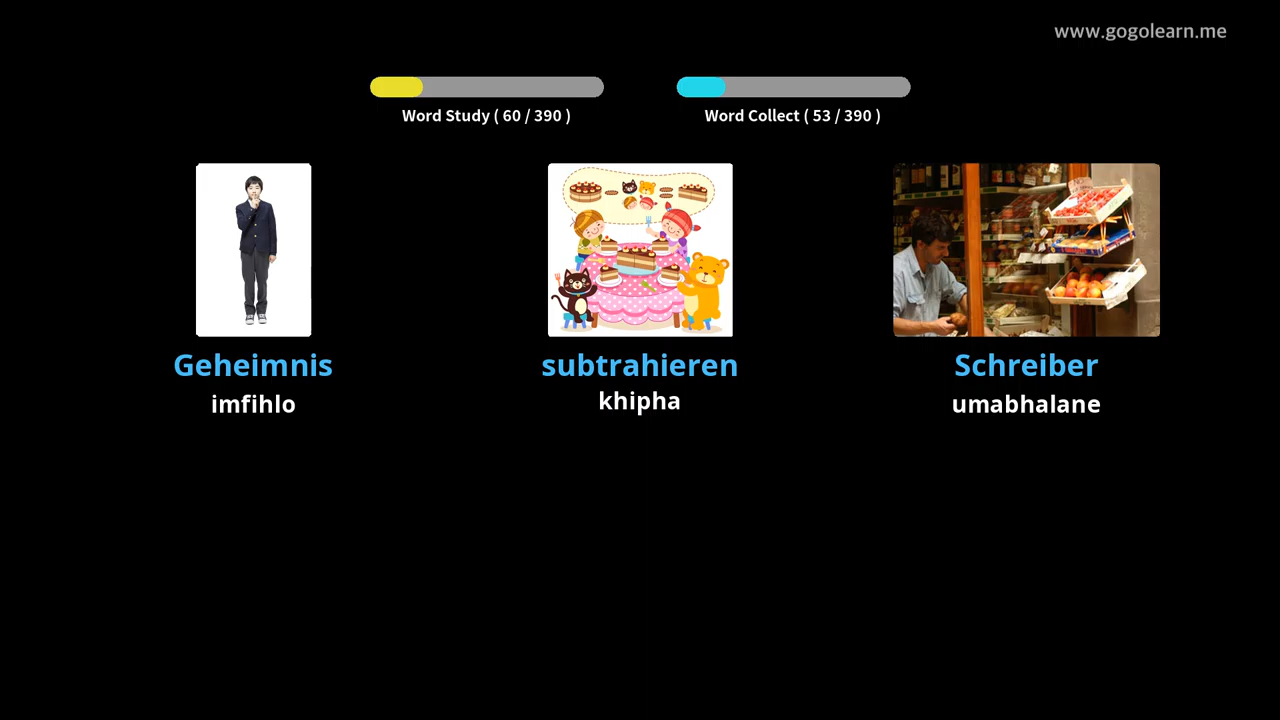 www.gogolearn.me
Word Study ( 60 / 390 )
Word Collect ( 53 / 390 )
Geheimnis
imfihlo
subtrahieren
khipha
Schreiber
umabhalane